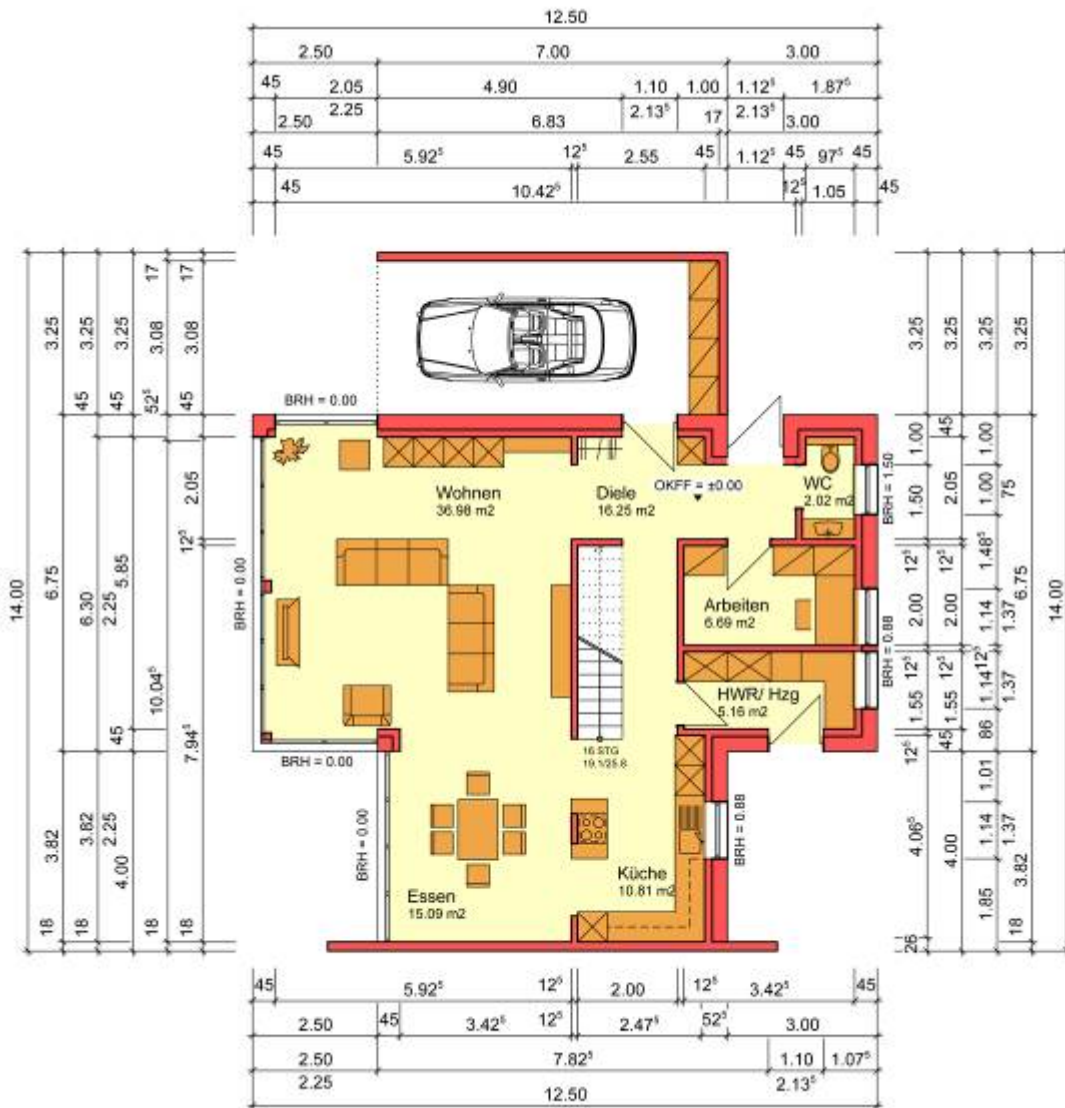 12.50
2.50 7.00 3.00
45 2.05 4.90 1.10 1.00 1.12⁵ 1.87⁵
2.25 2.13⁵ 2.13⁵
2.50 6.83 17 3.00
45 5.92⁵ 12⁵ 2.55 45 1.12⁵ 45 97⁵ 45
45 10.42⁵ 12⁵ 1.05 45
14.00
3.25 6.75 3.82 18
3.25 45 6.30 3.82 18
3.25 45 5.85 2.25 45 2.25 4.00
17 3.08 52⁵ 10.04⁵ 18
17 3.08 45 2.05 12⁵ 7.94⁵ 18
BRH = 0.00
Wohnen
36.98 m2
Diele
16.25 m2
OKFF = ±0.00
WC
2.02 m2
BRH = 1.50
BRH = 0.00
Arbeiten
6.69 m2
BRH = 0.88
HWR/ Hzg
5.16 m2
16 STG
19.1/25.8
BRH = 0.00
BRH = 0.00
BRH = 0.88
Essen
15.09 m2
Küche
10.81 m2
3.25 1.00 1.50 12⁵ 2.00 12⁵ 1.55 12⁵ 4.06⁵ 26
3.25 45 2.05 12⁵ 2.00 12⁵ 1.55 45 4.00
3.25 1.00 1.00 75 1.48⁵ 1.14 1.37 12⁵ 1.14 1.37 86 1.01 1.14 1.37 1.85 18
3.25 6.75 3.82
14.00
45 5.92⁵ 12⁵ 2.00 12⁵ 3.42⁵ 45
2.50 45 3.42⁵ 12⁵ 2.47⁵ 52⁵ 3.00
2.50 7.82⁵ 1.10 1.07⁵
2.25 2.13⁵
12.50